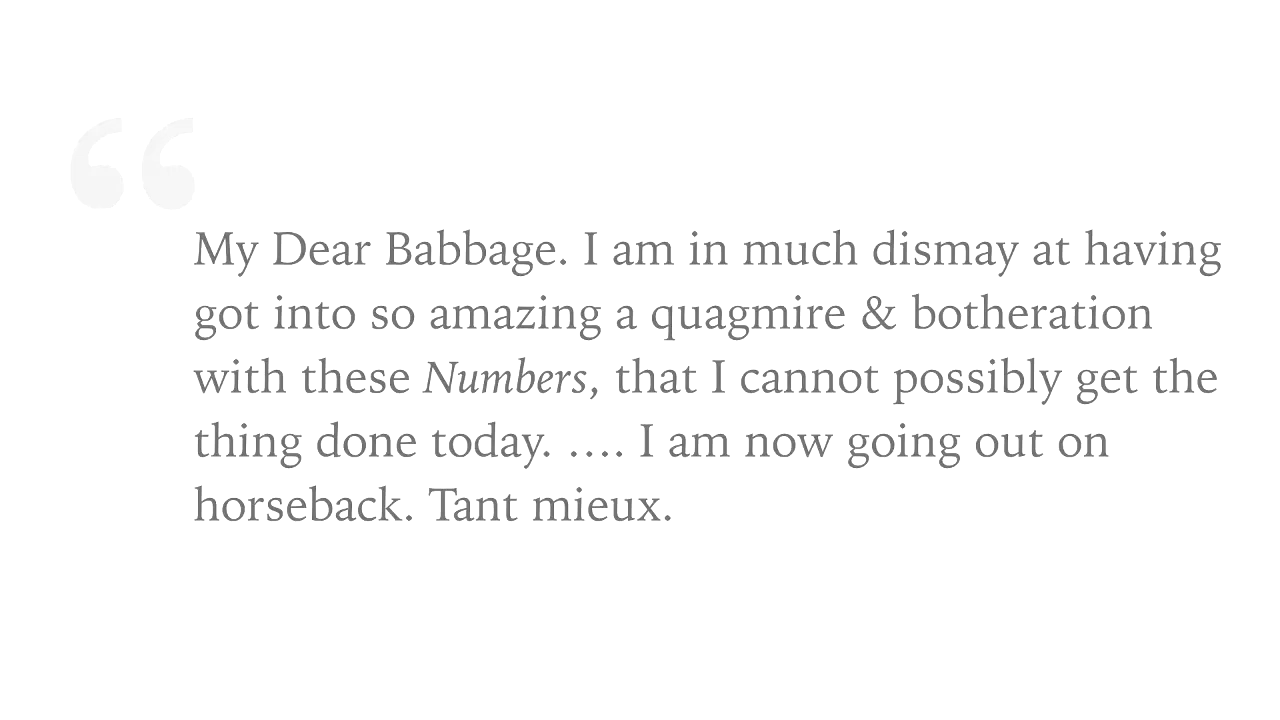 “
My Dear Babbage. I am in much dismay at having
got into so amazing a quagmire & botheration
with these Numbers, that I cannot possibly get the
thing done today. .... I am now going out on
horseback. Tant mieux.